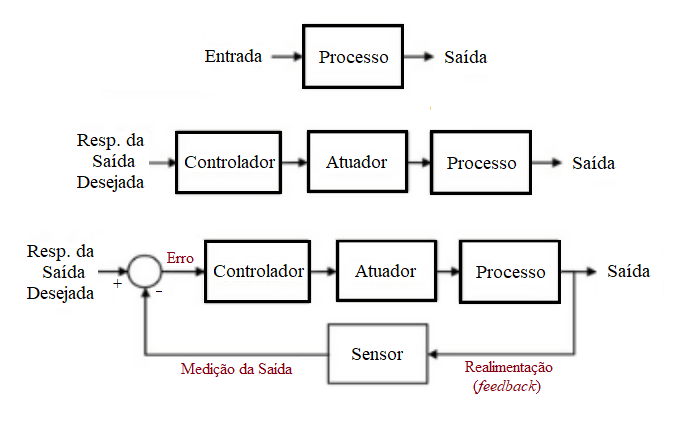 Entrada
Processo
Saída
Resp. da
Saída
Desejada
Controlador
Atuador
Processo
Saída
Resp. da
Saída
Desejada
+
-
Erro
Controlador
Atuador
Processo
Saída
Sensor
Medição da Saída
Realimentação
(feedback)